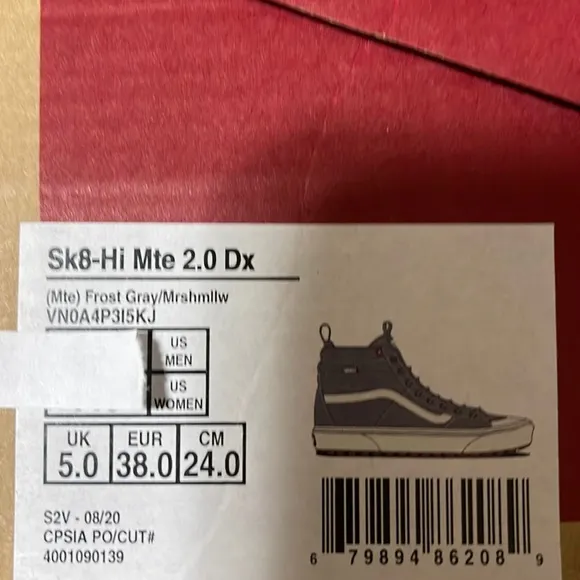 Sk8-Hi Mte 2.0 Dx
(Mte) Frost Gray/Mrshmllw
VN0A4P3I5KJ
US MEN
US WOMEN
UK EUR CM
5.0 38.0 24.0
S2V - 08/20
CPSIA PO/CUT#
4001090139
6 79894 86208 9